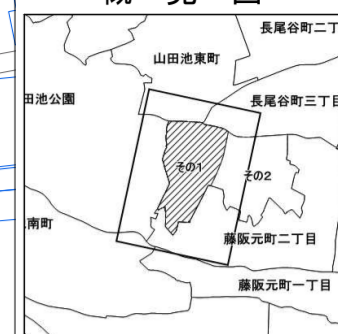 概見図
長尾谷町二丁
山田池東町
田池公園
長尾谷町三丁目
その1
その2
南町
藤阪元町二丁目
藤阪元町一丁目